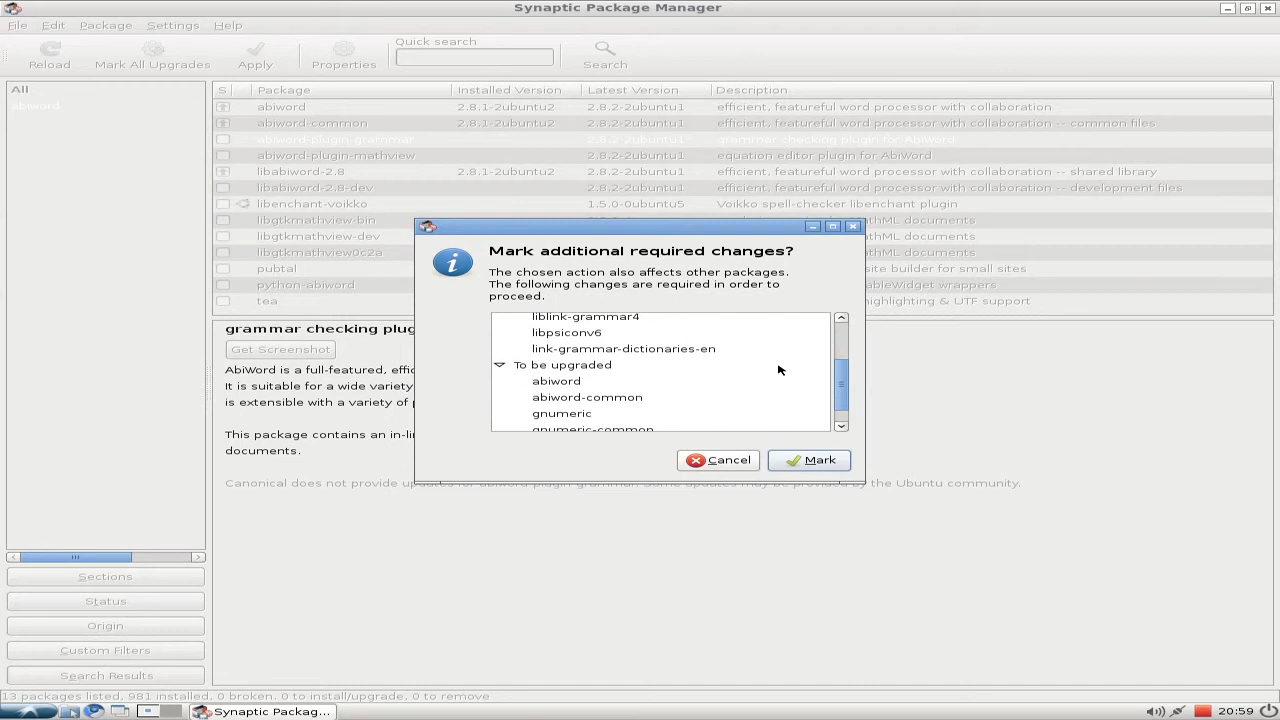 Synaptic Package Manager
File Edit Package Settings Help
Quick search
Reload Mark All Upgrades Apply Properties Search
All
abiword
S Package Installed Version Latest Version Description
abiword 2.8.1-2ubuntu2 2.8.2-2ubuntu1 efficient, featureful word processor with collaboration
abiword-common 2.8.1-2ubuntu2 2.8.2-2ubuntu1 efficient, featureful word processor with collaboration -- common files
abiword-plugin-grammar 2.8.2-2ubuntu1 grammar checking plugin for Abiword
abiword-plugin-mathview 2.8.2-2ubuntu1 equation editor plugin for AbiWord
libabiword-2.8 2.8.1-2ubuntu2 2.8.2-2ubuntu1 efficient, featureful word processor with collaboration -- shared library
libabiword-2.8-dev 2.8.2-2ubuntu1 efficient, featureful word processor with collaboration -- development files
libenchant-voikko 1.5.0-0ubuntu5 Voikko spell-checker libenchant plugin
libgtkmathview-bin athML documents
libgtkmathview-dev athML documents
libgtkmathview0c2a athML documents
pubtal site builder for small sites
python-abiword ableWidget wrappers
tea highlighting & UTF support
Mark additional required changes?
The chosen action also affects other packages.
The following changes are required in order to
proceed.
liblink-grammar4
libpsiconv6
link-grammar-dictionaries-en
To be upgraded
abiword
abiword-common
gnumeric
gnumeric-common
Cancel Mark
grammar checking plug
Get Screenshot
AbiWord is a full-featured, effic
It is suitable for a wide variety
is extensible with a variety of p
This package contains an in-li
documents.
Canonical does not provide updates for abiword-plugin-grammar. Some updates may be provided by the Ubuntu community.
Sections
Status
Origin
Custom Filters
Search Results
13 packages listed, 981 installed, 0 broken. 0 to install/upgrade, 0 to remove
Synaptic Packag... 20:59